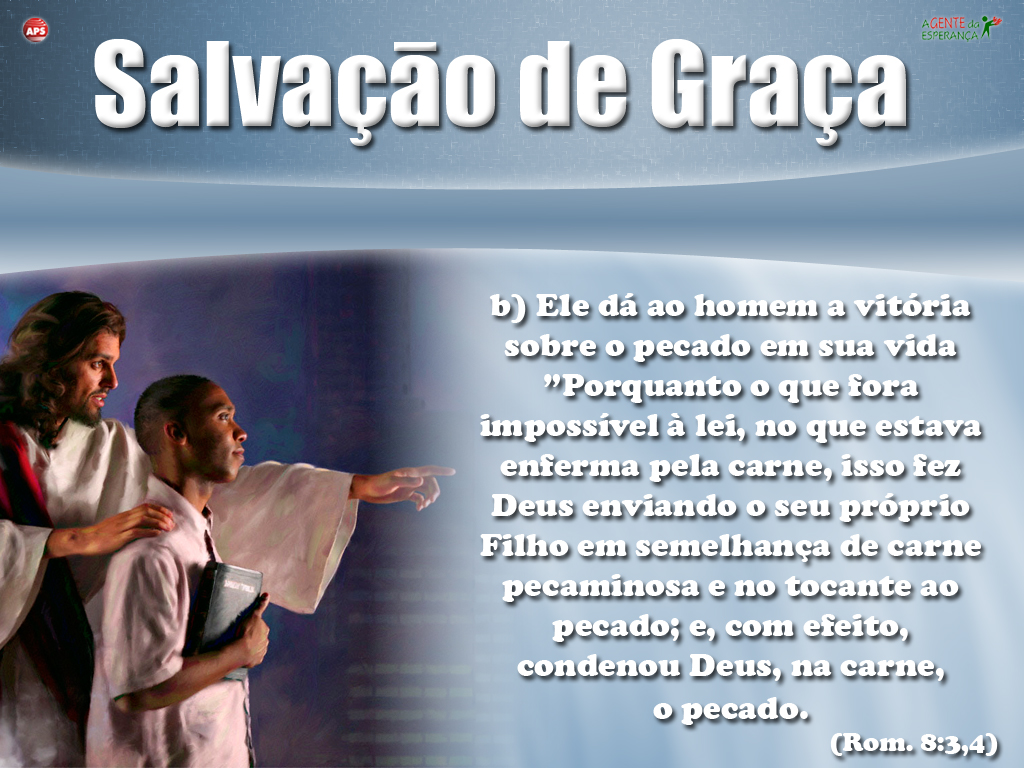 APS
AGENTE da
ESPERANÇA
Salvação de Graça
b) Ele dá ao homem a vitória
sobre o pecado em sua vida
”Porquanto o que fora
impossível à lei, no que estava
enferma pela carne, isso fez
Deus enviando o seu próprio
Filho em semelhança de carne
pecaminosa e no tocante ao
pecado; e, com efeito,
condenou Deus, na carne,
o pecado.
(Rom. 8:3,4)